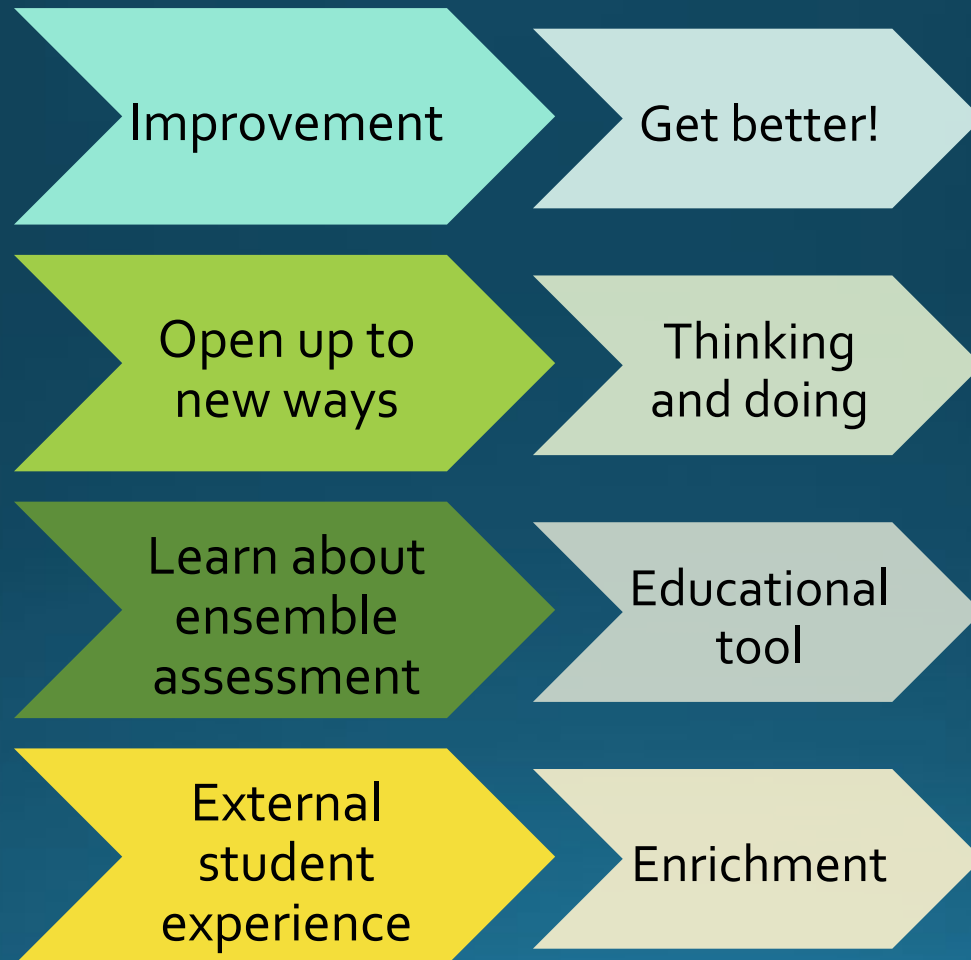 Improvement
Get better!
Open up to
new ways
Thinking
and doing
Learn about
ensemble
assessment
Educational
tool
External
student
experience
Enrichment